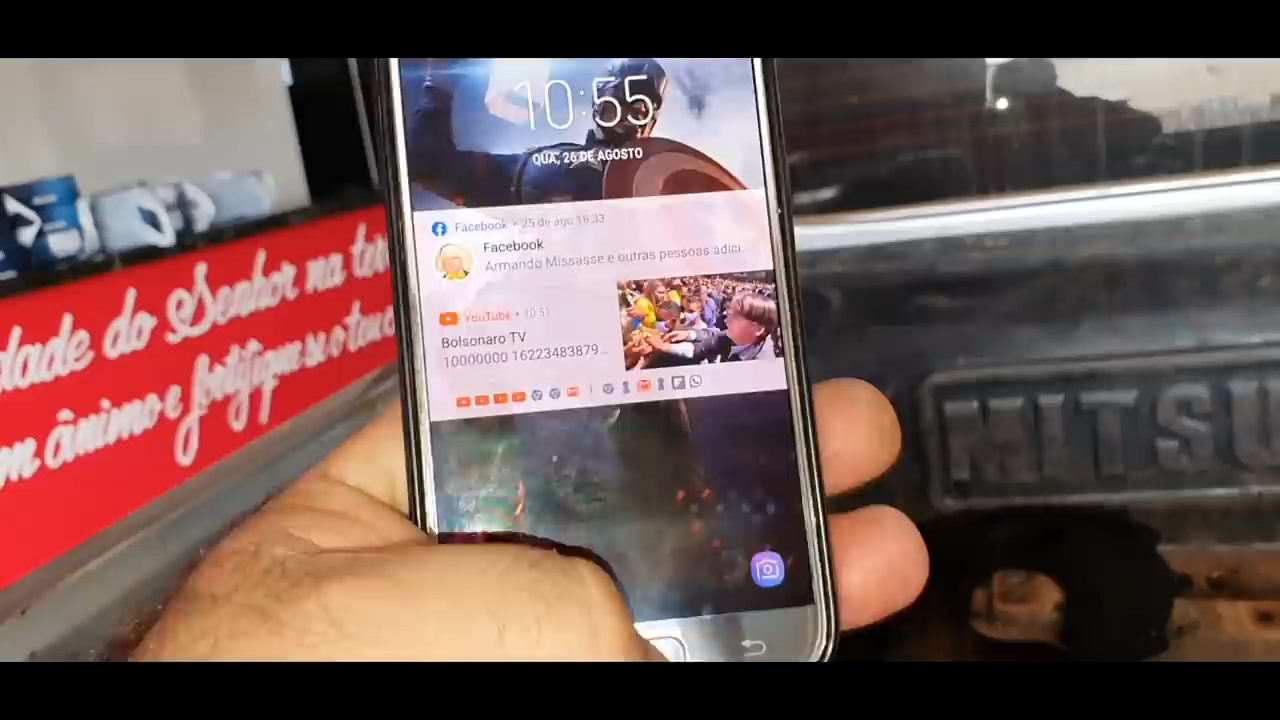 10:55
QUA, 26 DE AGOSTO
Facebook • 25 de ago 18:33
Facebook
Armando Missasse e outras pessoas adici...
YouTube • 10:51
Bolsonaro TV
10000000 16223483879...
dade do Senhor na ter
m ânimo e fortifique-se o
MITSU